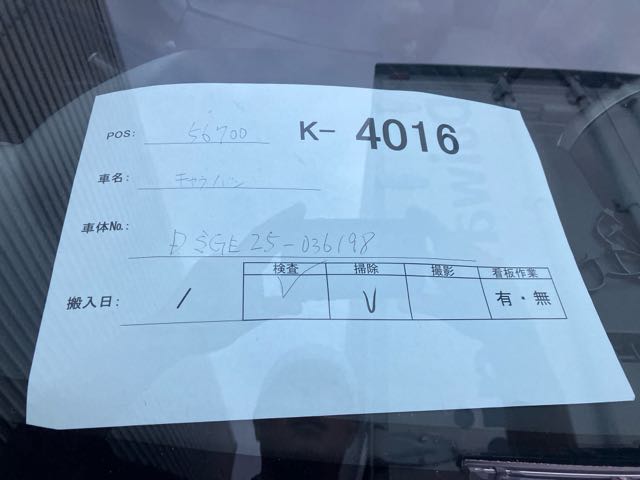 POS: 56700 K-4016
車名: キャラバン
車体No.: DSGE25-036198
検査 掃除 撮影 看板作業
搬入日: / V V 有・無